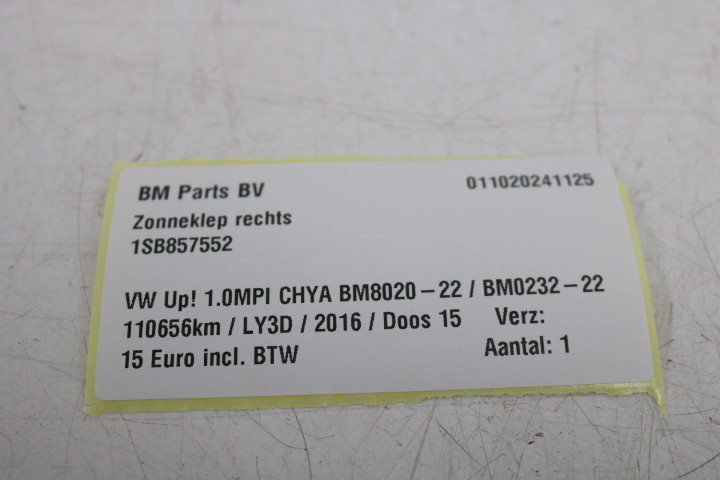 BM Parts BV 011020241125
Zonneklep rechts
1SB857552
VW Up! 1.0MPI CHYA BM8020-22 / BM0232-22
110656km / LY3D / 2016 / Doos 15 Verz:
15 Euro incl. BTW Aantal: 1